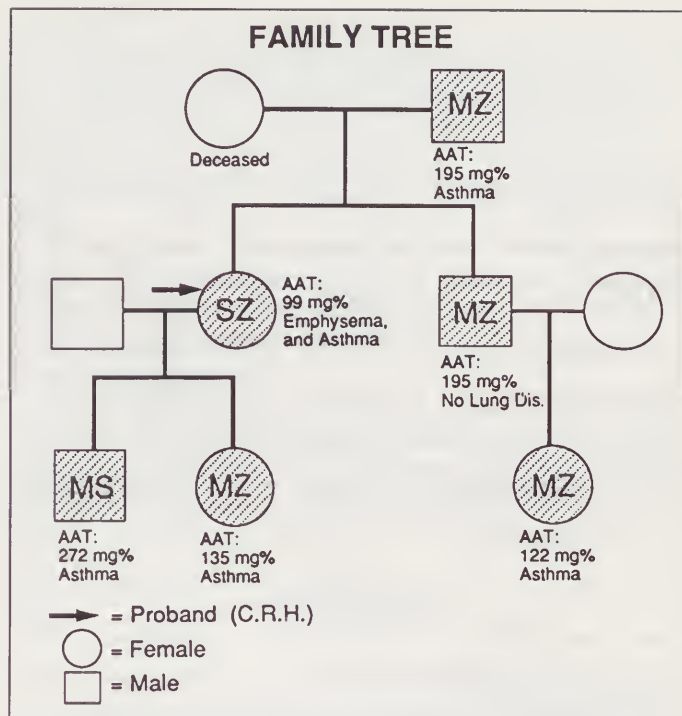 FAMILY TREE
MZ
Deceased
AAT:
195 mg%
Asthma
SZ
AAT:
99 mg%
Emphysema,
and Asthma
MZ
AAT:
195 mg%
No Lung Dis.
MS
AAT:
272 mg%
Asthma
MZ
AAT:
135 mg%
Asthma
MZ
AAT:
122 mg%
Asthma
= Proband (C.R.H.)
= Female
= Male